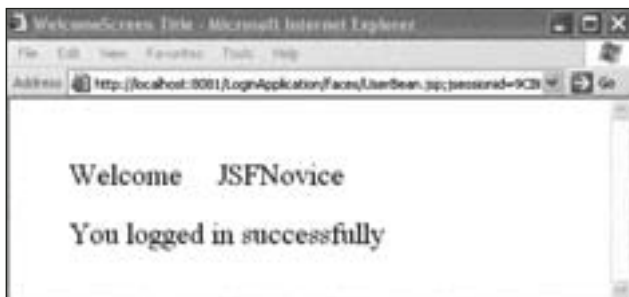 WelcomeScreen Title - Microsoft Internet Explorer
File Edit View Favorites Tools Help
Address http://localhost:8081/LoginApplication/faces/UserBean.jsp;jsessionid=9CB Go
Welcome JSFNovice
You logged in successfully